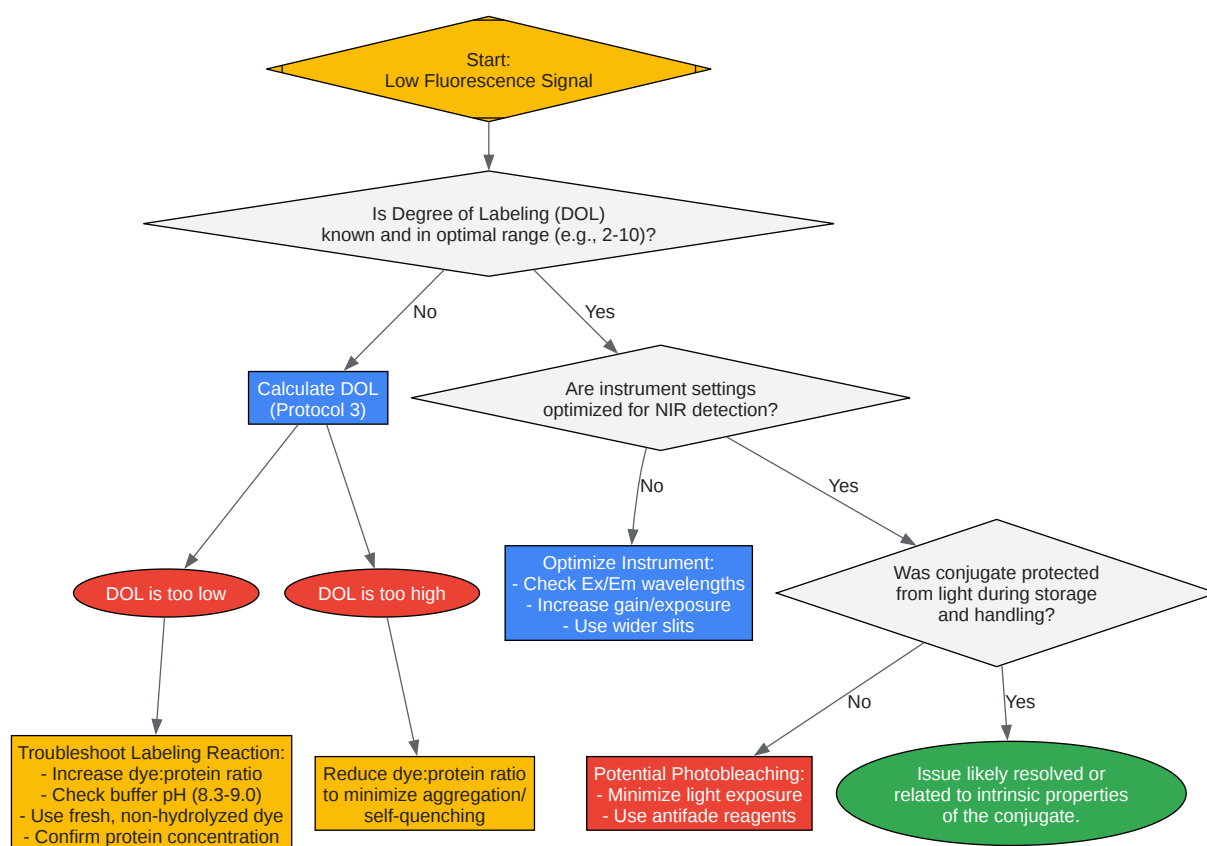 Start:
Low Fluorescence Signal
Is Degree of Labeling (DOL)
known and in optimal range (e.g., 2-10)?
No
Yes
Calculate DOL
(Protocol 3)
Are instrument settings
optimized for NIR detection?
No
Yes
DOL is too low
DOL is too high
Optimize Instrument:
- Check Ex/Em wavelengths
- Increase gain/exposure
- Use wider slits
Was conjugate protected
from light during storage
and handling?
No
Yes
Troubleshoot Labeling Reaction:
- Increase dye:protein ratio
- Check buffer pH (8.3-9.0)
- Use fresh, non-hydrolyzed dye
- Confirm protein concentration
Reduce dye:protein ratio
to minimize aggregation/
self-quenching
Potential Photobleaching:
- Minimize light exposure
- Use antifade reagents
Issue likely resolved or
related to intrinsic properties
of the conjugate.